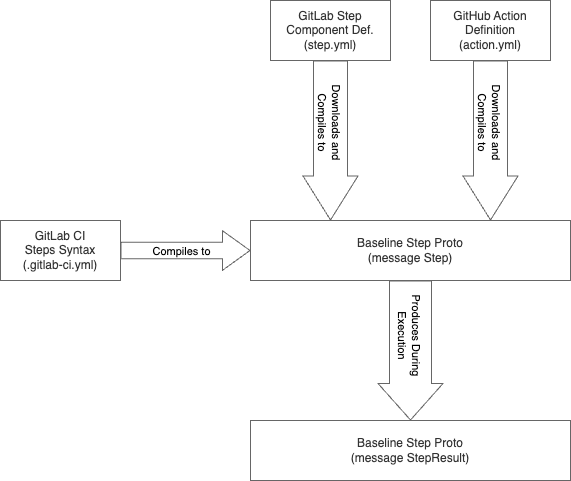 GitLab Step
Component Def.
(step.yml)
GitHub Action
Definition
(action.yml)
Downloads and
Compiles to
Downloads and
Compiles to
GitLab CI
Steps Syntax
(.gitlab-ci.yml)
Compiles to
Baseline Step Proto
(message Step)
Produces During
Execution
Baseline Step Proto
(message StepResult)